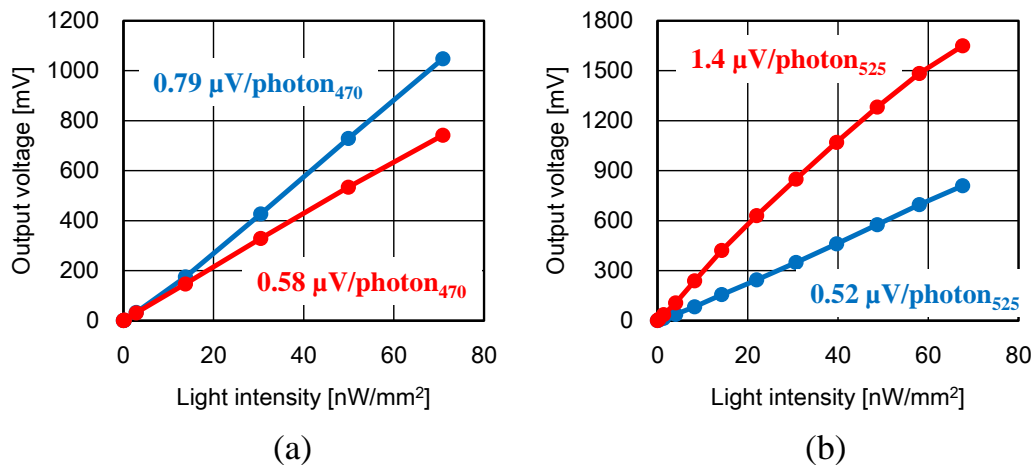 1200
1000
800
600
400
200
0
Output voltage [mV]
0.79 µV/photon470
0.58 µV/photon470
0 20 40 60 80
Light intensity [nW/mm²]
(a)
1800
1500
1200
900
600
300
0
Output voltage [mV]
1.4 µV/photon525
0.52 µV/photon525
0 20 40 60 80
Light intensity [nW/mm²]
(b)